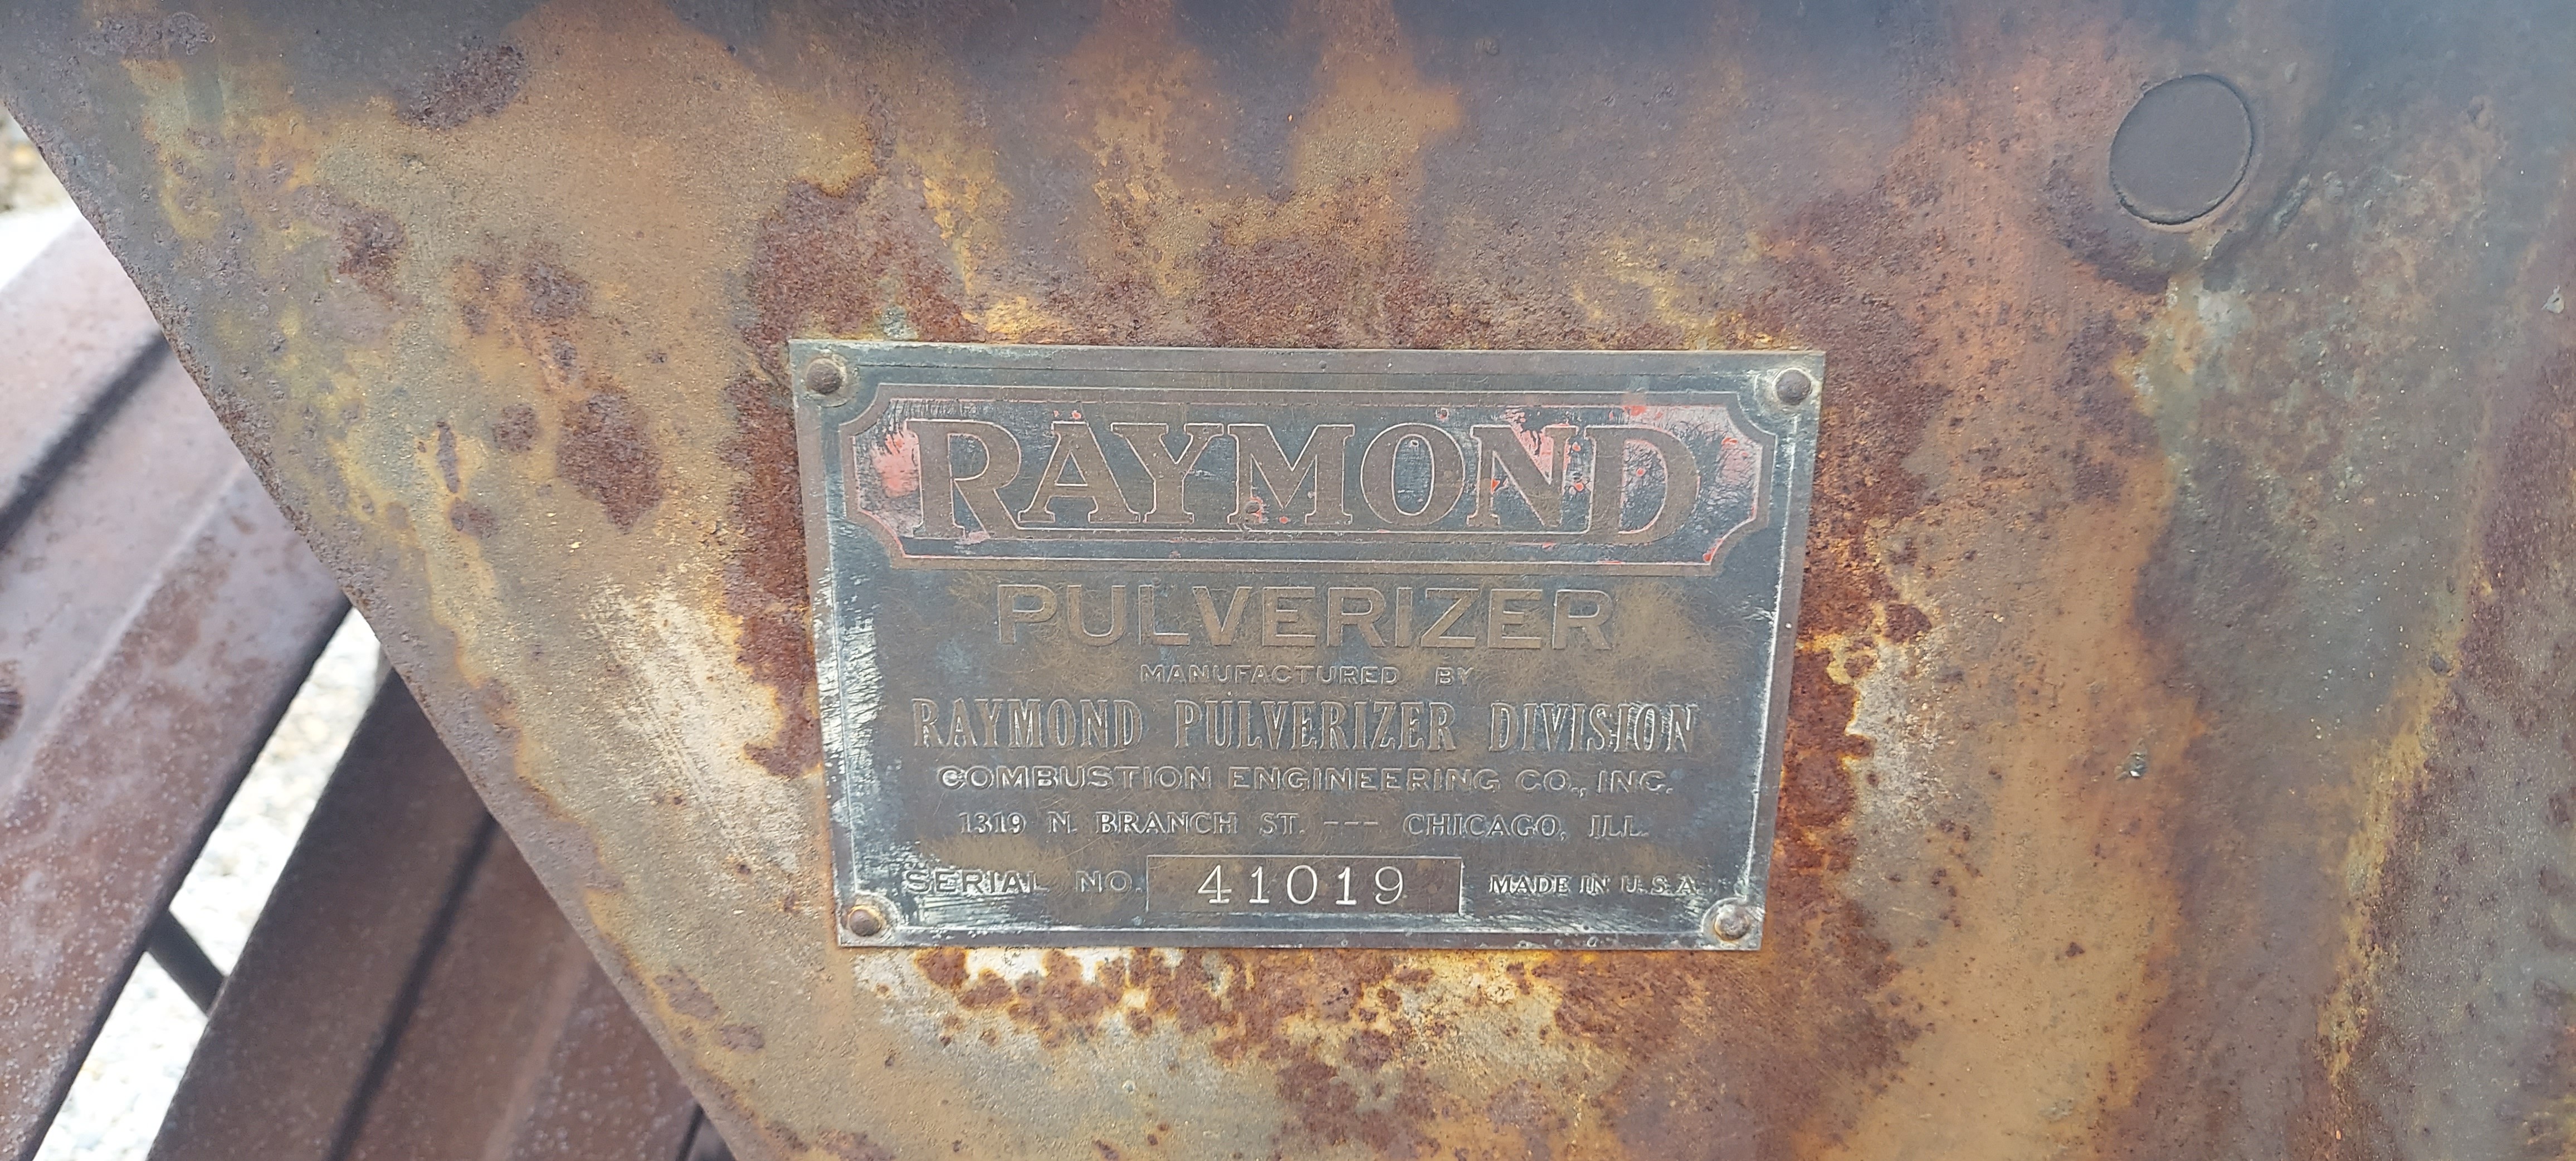 RAYMOND
PULVERIZER
MANUFACTURED BY
RAYMOND PULVERIZER DIVISION
COMBUSTION ENGINEERING CO., INC.
1319 N. BRANCH ST. --- CHICAGO, ILL.
SERIAL NO. 41019 MADE IN U.S.A.